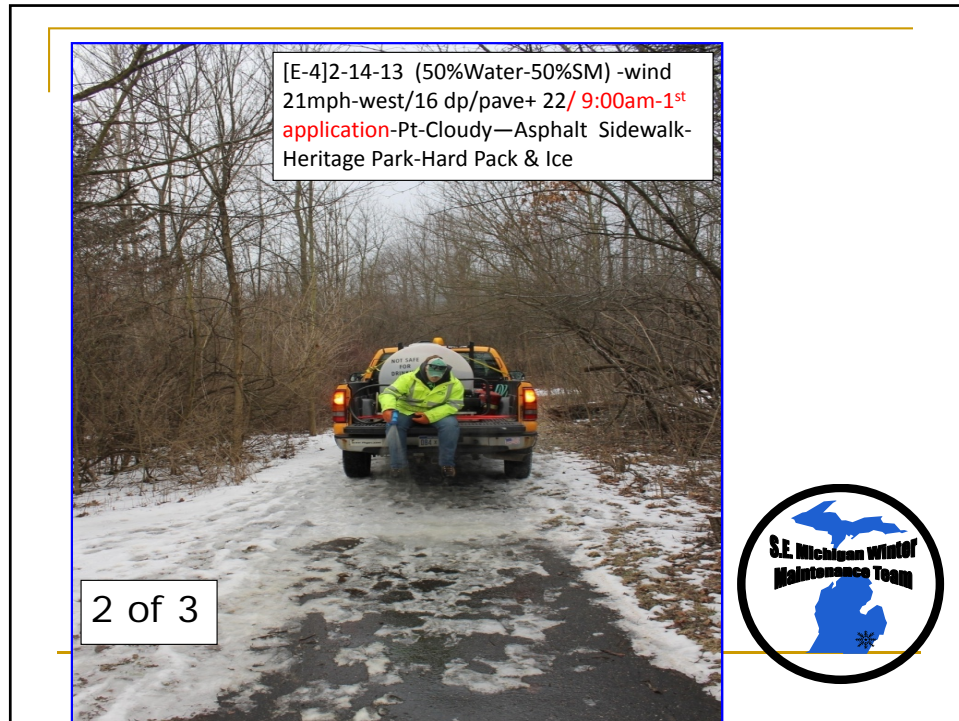 [E-4]2-14-13 (50%Water-50%SM) -wind
21mph-west/16 dp/pave+ 22/ 9:00am-1st
application-Pt-Cloudy—Asphalt Sidewalk-
Heritage Park-Hard Pack & Ice
NOT SAFE
FOR
2 of 3
S.E. Michigan Winter
Maintenance Team